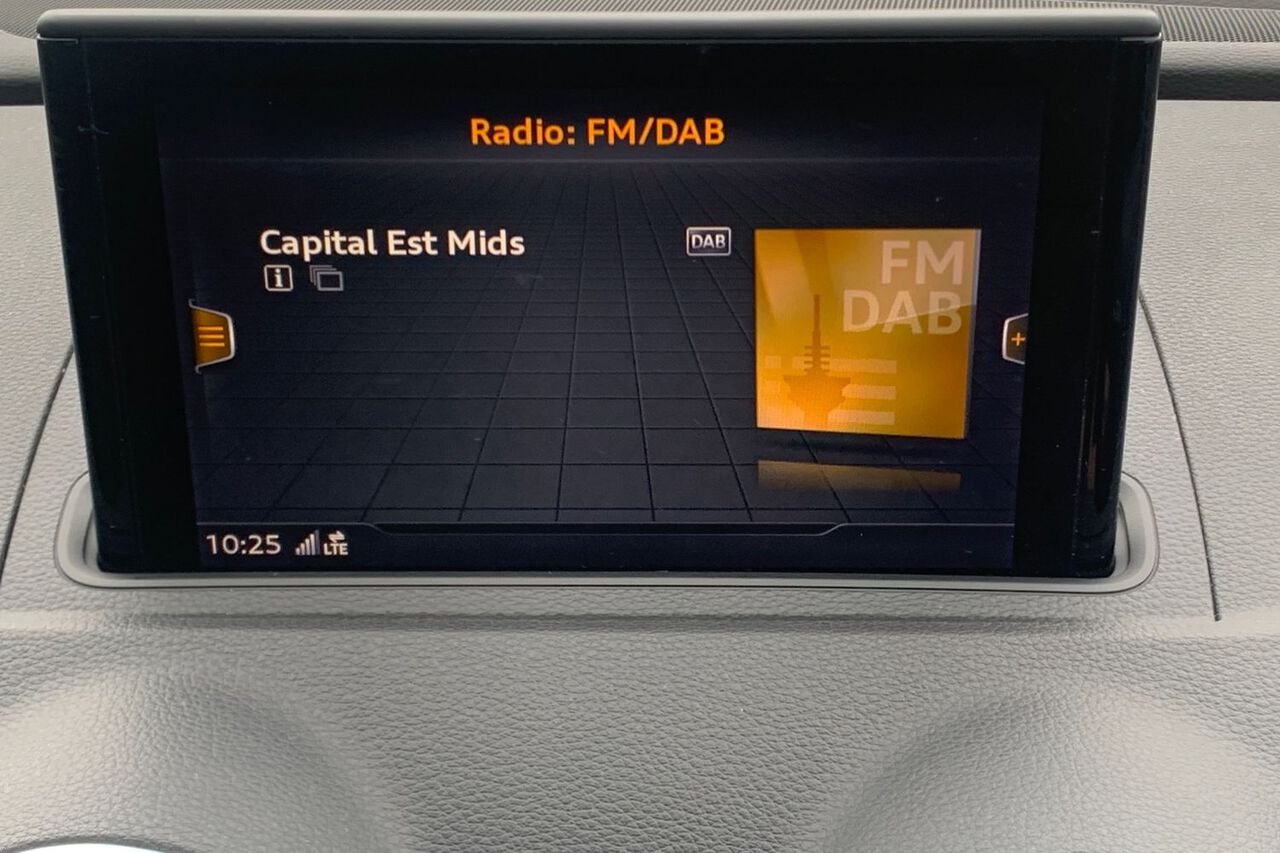 Radio: FM/DAB
Capital Est Mids
DAB
FM
DAB
10:25
LTE